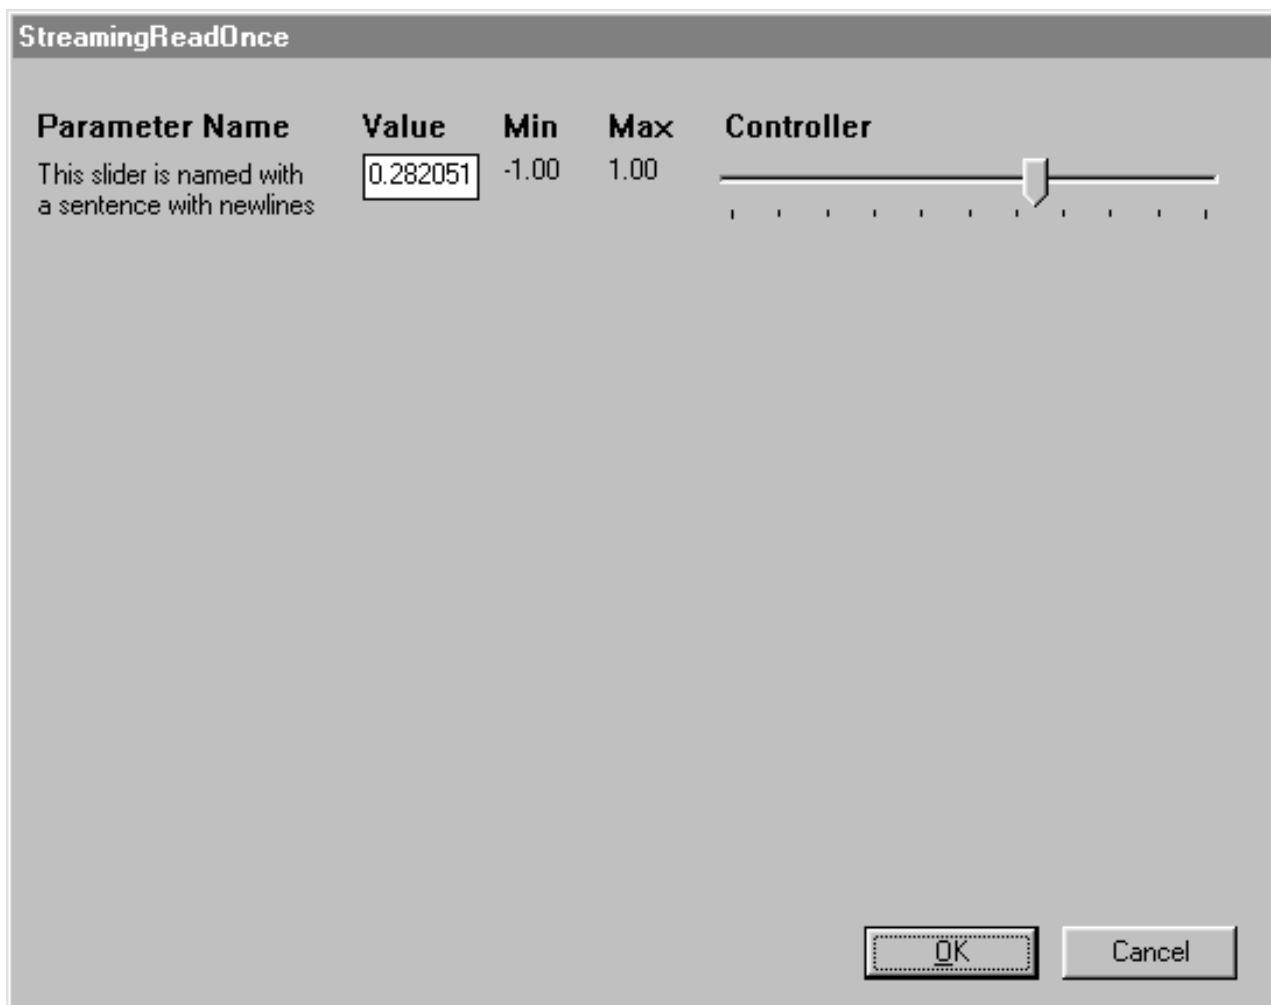 StreamingReadOnce
Parameter Name Value Min Max Controller
This slider is named with 0.282051 -1.00 1.00
a sentence with newlines
OK Cancel